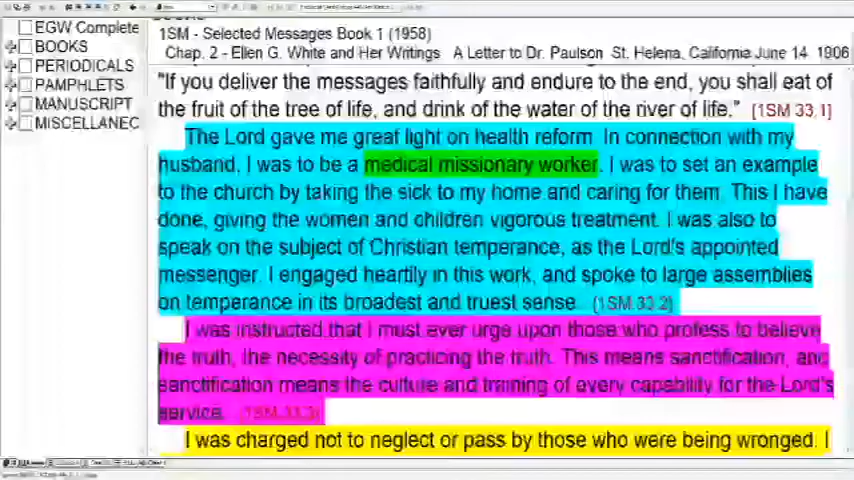 EGW Complete
BOOKS
PERIODICALS
PAMPHLETS
MANUSCRIPT
MISCELLANEC
1SM - Selected Messages Book 1 (1958)
Chap. 2 - Ellen G. White and Her Writings A Letter to Dr. Paulson St. Helena, California June 14 1906
"If you deliver the messages faithfully and endure to the end, you shall eat of
the fruit of the tree of life, and drink of the water of the river of life." [1SM 33.1]
The Lord gave me great light on health reform. In connection with my
husband, I was to be a medical missionary worker. I was to set an example
to the church by taking the sick to my home and caring for them. This I have
done, giving the women and children vigorous treatment. I was also to
speak on the subject of Christian temperance, as the Lord's appointed
messenger. I engaged heartily in this work, and spoke to large assemblies
on temperance in its broadest and truest sense. [1SM 33.2]
I was instructed that I must ever urge upon those who profess to believe
the truth, the necessity of practicing the truth. This means sanctification, and
sanctification means the culture and training of every capability for the Lord's
service. [1SM 33.3]
I was charged not to neglect or pass by those who were being wronged. I